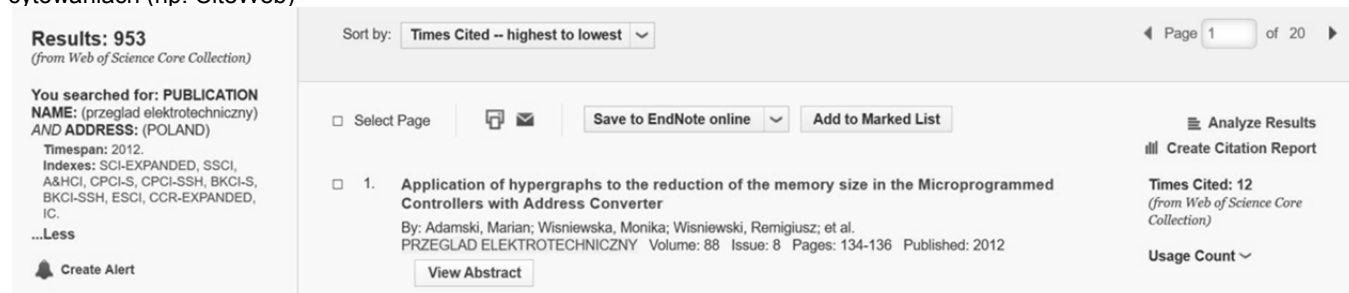 cytowaniach (np. CiteWeb)
Results: 953
(from Web of Science Core Collection)
You searched for: PUBLICATION
NAME: (przeglad elektrotechniczny)
AND ADDRESS: (POLAND)
Timespan: 2012.
Indexes: SCI-EXPANDED, SSCI,
A&HCI, CPCI-S, CPCI-SSH, BKCI-S,
BKCI-SSH, ESCI, CCR-EXPANDED,
IC.
...Less
Create Alert
Sort by: Times Cited -- highest to lowest
Page 1 of 20
Select Page
Save to EndNote online
Add to Marked List
Analyze Results
Create Citation Report
1. Application of hypergraphs to the reduction of the memory size in the Microprogrammed
Controllers with Address Converter
By: Adamski, Marian; Wisniewska, Monika; Wisniewski, Remigiusz; et al.
PRZEGLAD ELEKTROTECHNICZNY Volume: 88 Issue: 8 Pages: 134-136 Published: 2012
View Abstract
Times Cited: 12
(from Web of Science Core
Collection)
Usage Count